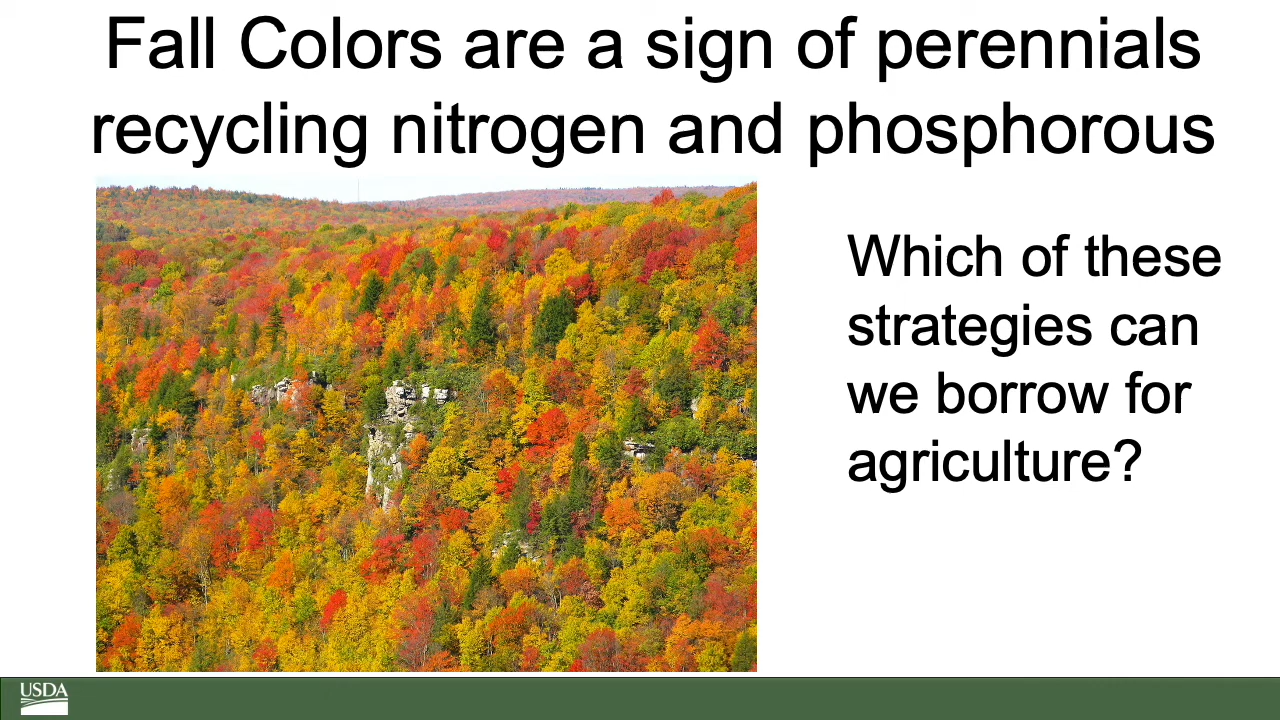 Fall Colors are a sign of perennials
recycling nitrogen and phosphorous
Which of these
strategies can
we borrow for
agriculture?
USDA